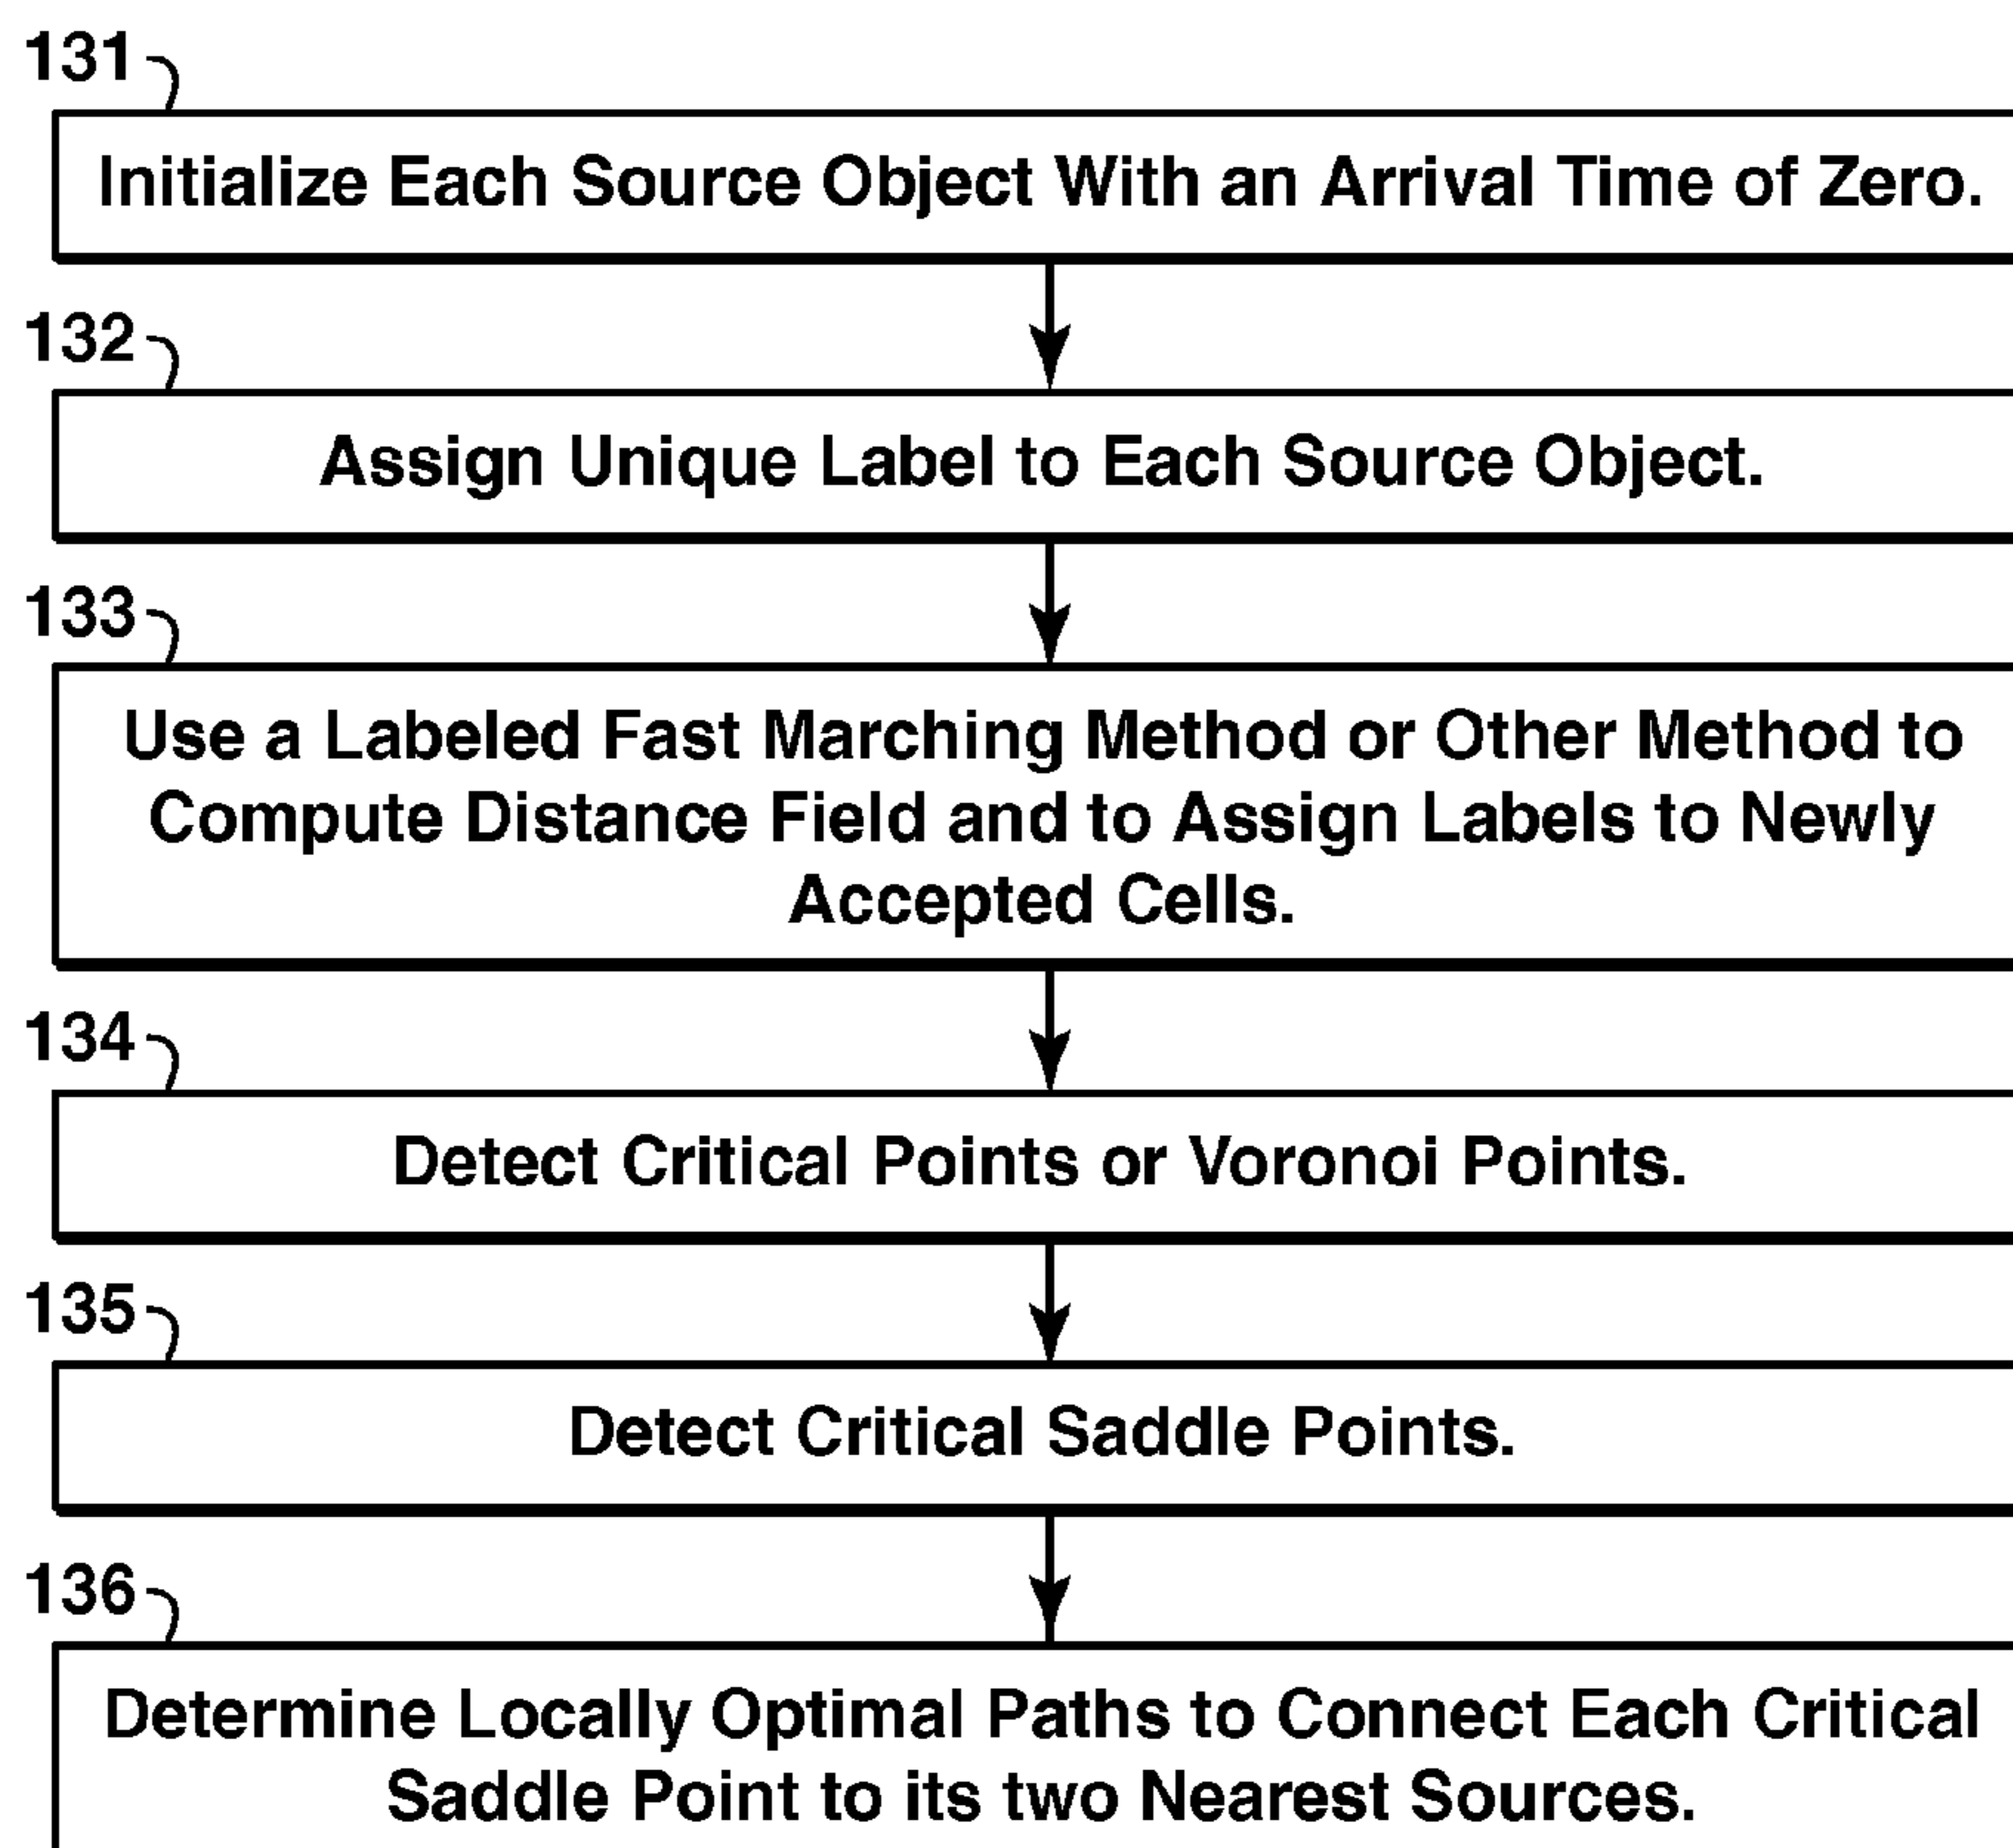 131
Initialize Each Source Object With an Arrival Time of Zero.
132
Assign Unique Label to Each Source Object.
133
Use a Labeled Fast Marching Method or Other Method to
Compute Distance Field and to Assign Labels to Newly
Accepted Cells.
134
Detect Critical Points or Voronoi Points.
135
Detect Critical Saddle Points.
136
Determine Locally Optimal Paths to Connect Each Critical
Saddle Point to its two Nearest Sources.